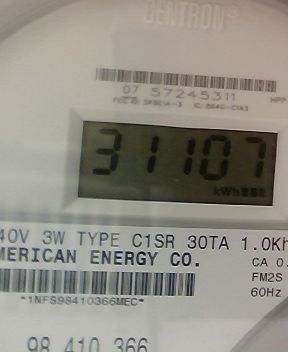 CENTRON®
07 57245311
31107
kWh
40V 3W TYPE C1SR 30TA 1.0Kh
MERICAN ENERGY CO.
CA 0.
FM2S
60Hz
*1NFS98410366MEC*
98 410 366